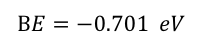 BE = −0.701 eV